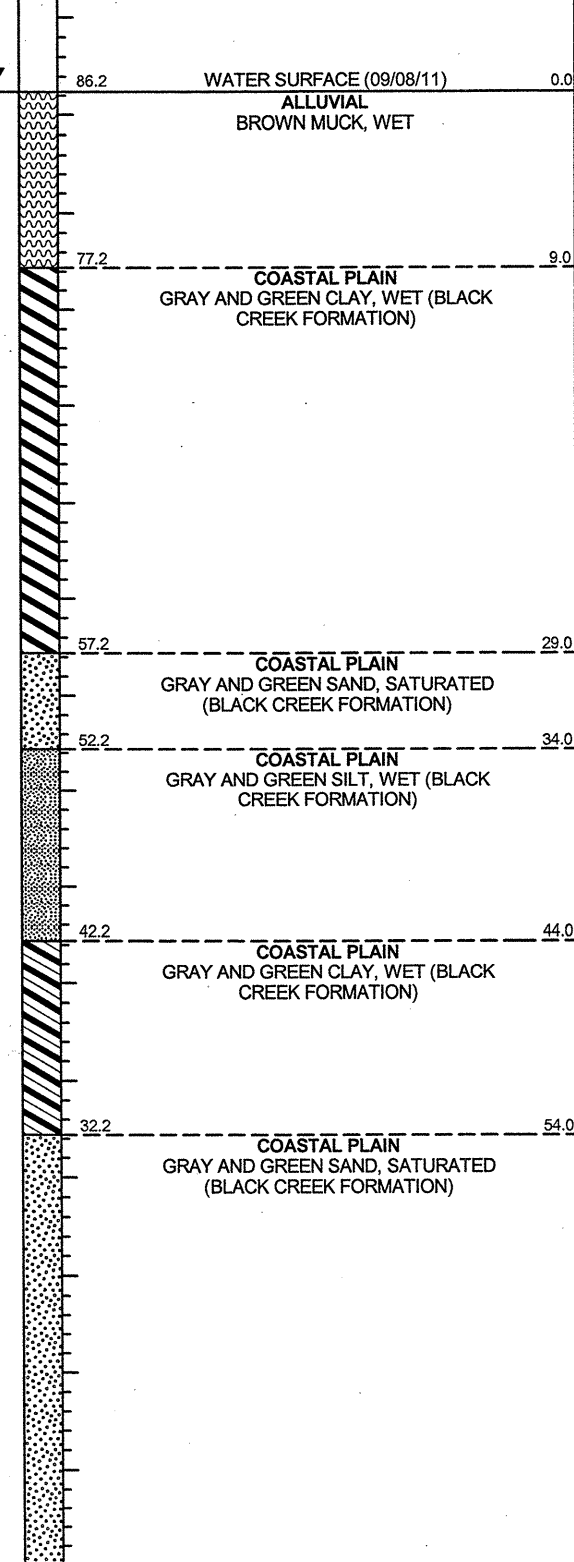 86.2 WATER SURFACE (09/08/11) 0.0
ALLUVIAL
BROWN MUCK, WET
77.2 9.0
COASTAL PLAIN
GRAY AND GREEN CLAY, WET (BLACK
CREEK FORMATION)
57.2 29.0
COASTAL PLAIN
GRAY AND GREEN SAND, SATURATED
(BLACK CREEK FORMATION)
52.2 34.0
COASTAL PLAIN
GRAY AND GREEN SILT, WET (BLACK
CREEK FORMATION)
42.2 44.0
COASTAL PLAIN
GRAY AND GREEN CLAY, WET (BLACK
CREEK FORMATION)
32.2 54.0
COASTAL PLAIN
GRAY AND GREEN SAND, SATURATED
(BLACK CREEK FORMATION)